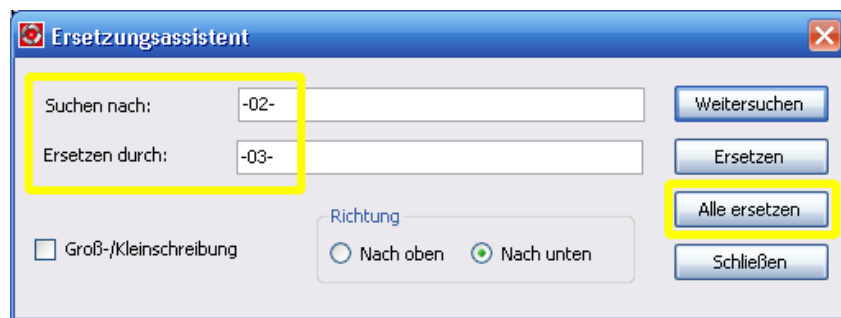 Ersetzungsassistent
Suchen nach: -02- Weitersuchen
Ersetzen durch: -03- Ersetzen
Alle ersetzen
Richtung
Groß-/Kleinschreibung Nach oben Nach unten
Schließen